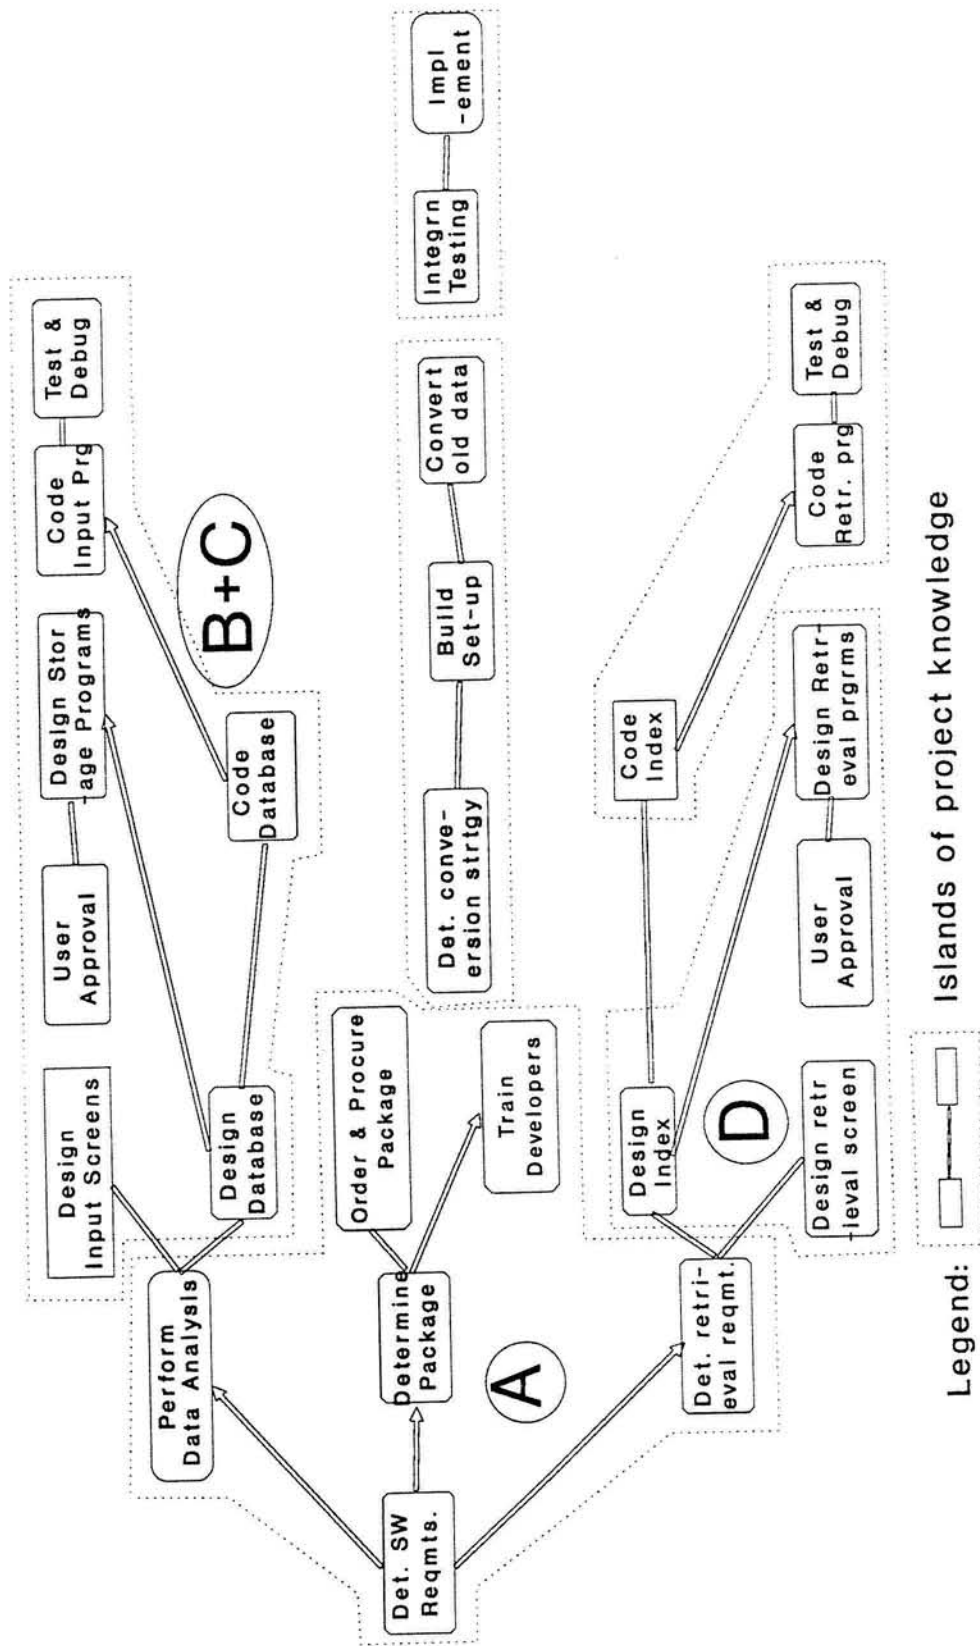 Design
Input Screens
User
Approval
Design Stor
-age Programs
Code
Input Prg
Test &
Debug
Perform
Data Analysis
Design
Database
Code
Database
B+C
Order & Procure
Package
Det. SW
Reqmts.
Determine
Package
Train
Developers
A
Det. conve-
ersion strtgy
Build
Set-up
Convert
old data
Integrn
Testing
Impl
-ement
Design
Index
Code
Index
D
Det. retri-
eval reqmt.
Design retr
-ieval screen
User
Approval
Design Retr-
eval prgrms
Code
Retr. prg
Test &
Debug
Legend:
Islands of project knowledge